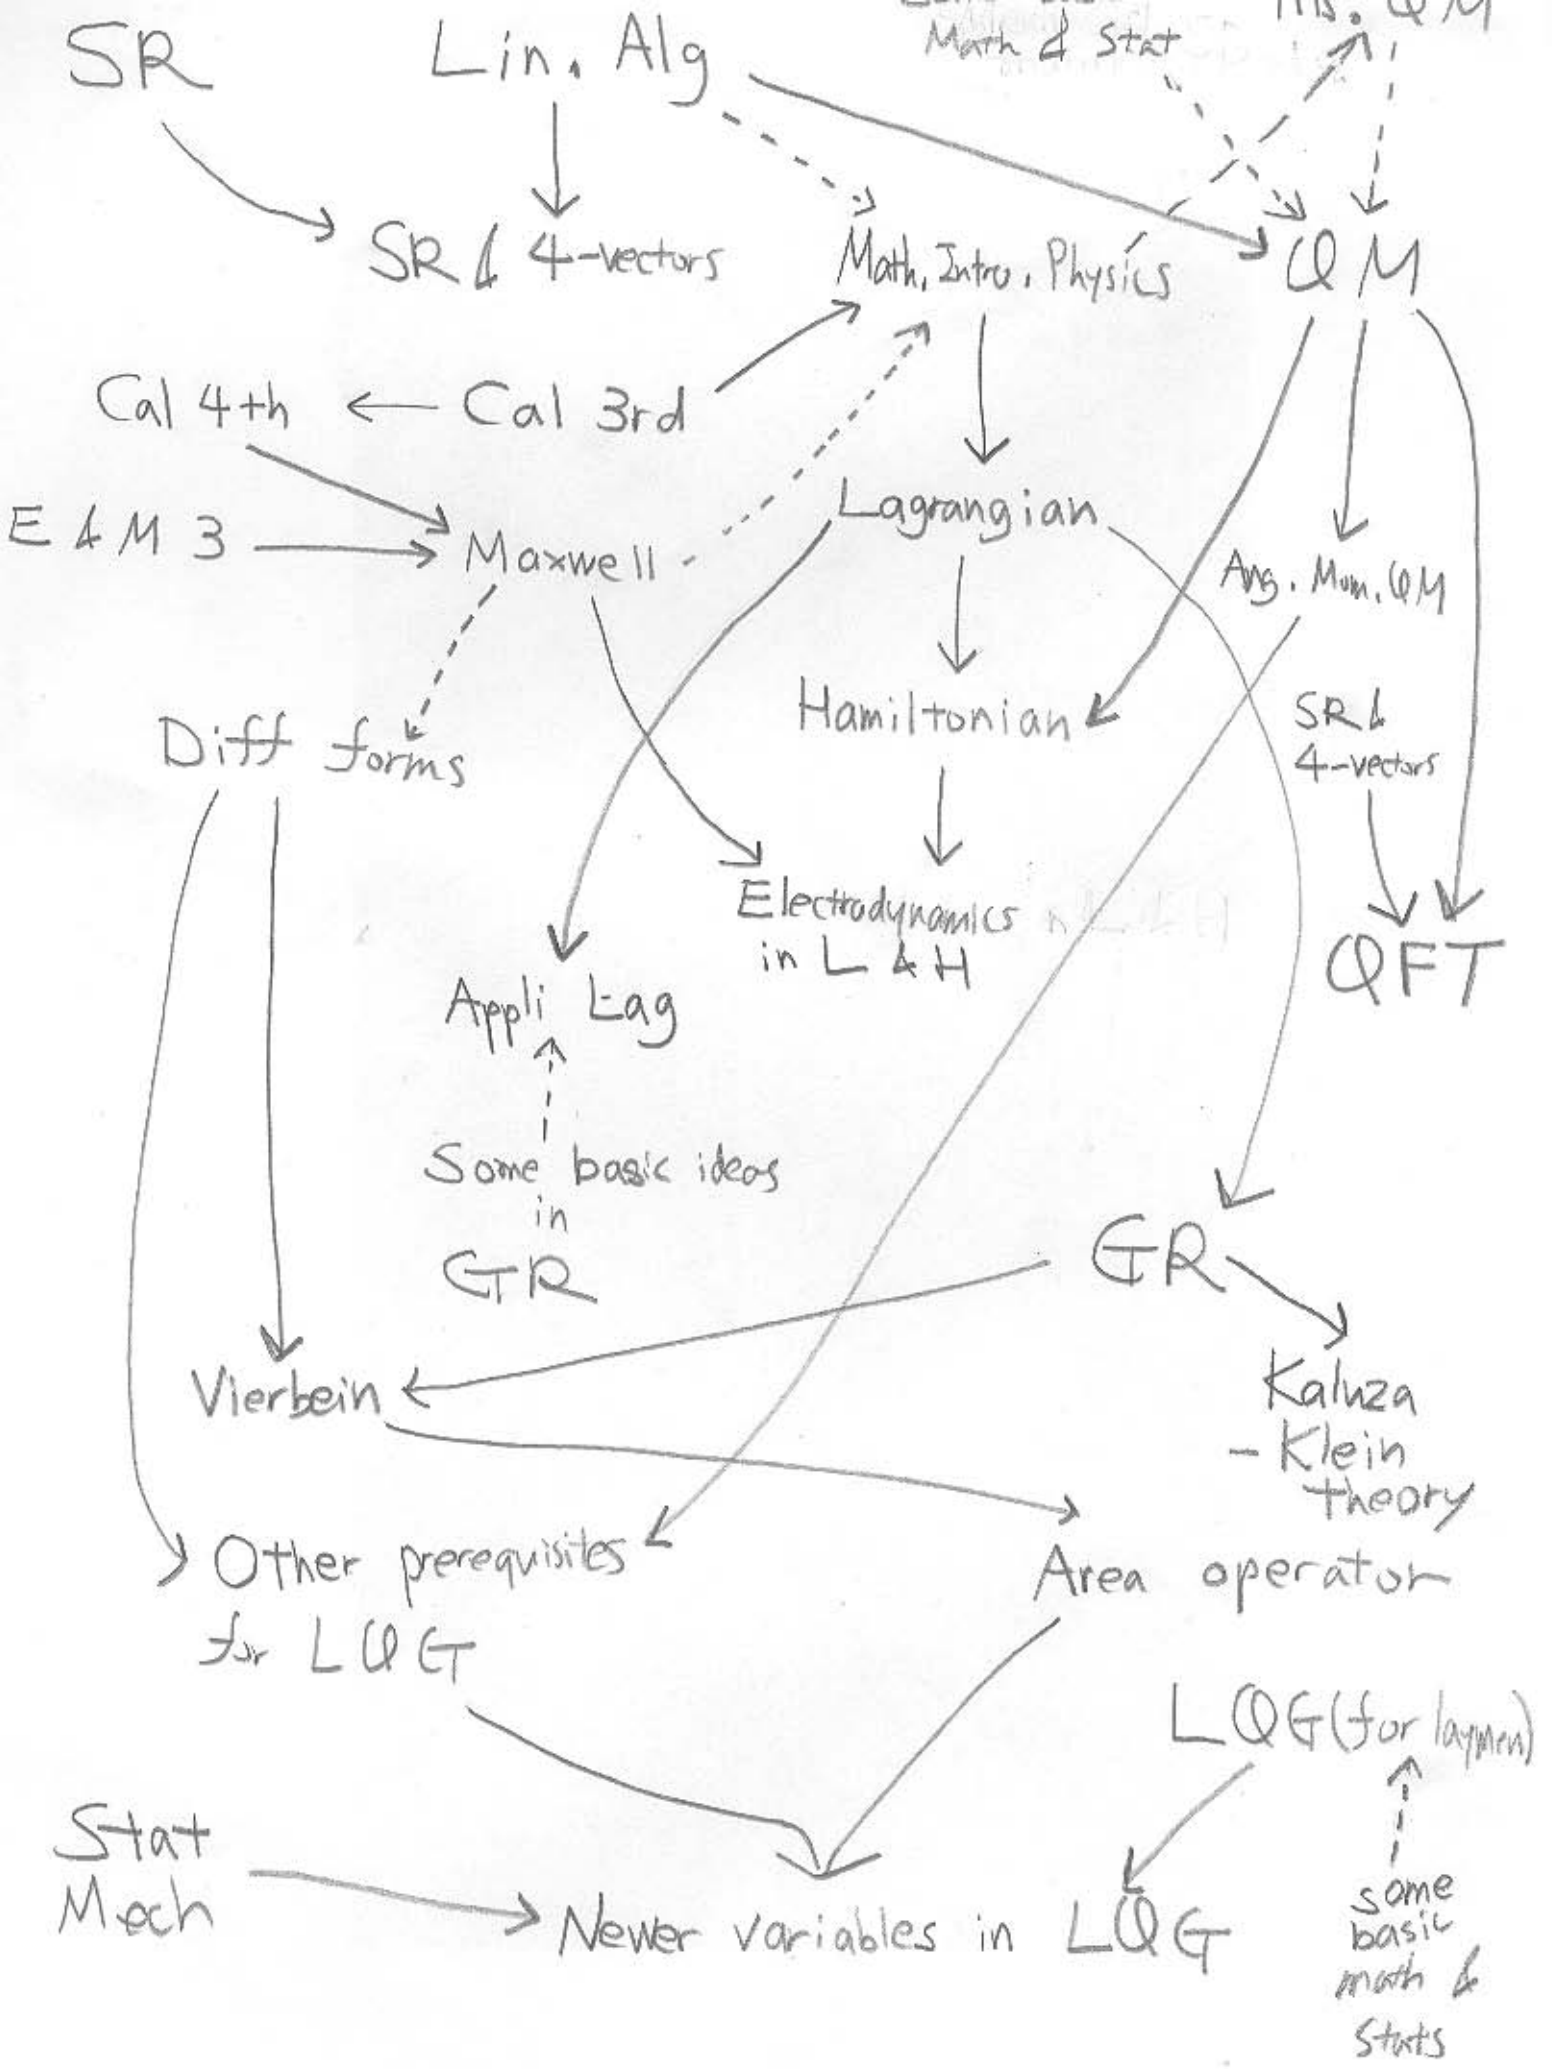 QM
Math & Stat
SR
Lin. Alg
SR & 4-vectors
Math. Intro. Physics
QM
Cal 4th
Cal 3rd
Lagrangian
E & M 3
Maxwell
Ang. Mom. QM
Hamiltonian
SR &
4-vectors
Diff forms
Electrodynamics
in L & H
QFT
Appli Lag
Some basic ideas
in
GR
GR
Vierbein
Kaluza
- Klein
theory
Other prerequisites
for LQG
Area operator
LQG (for laymen)
Stat
Mech
Newer variables in LQG
some
basic
math &
stats